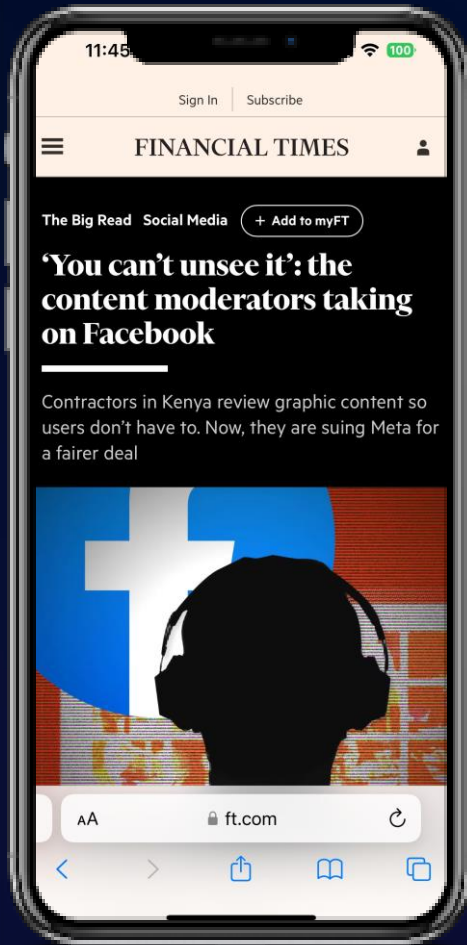 11:45
100
Sign In Subscribe
FINANCIAL TIMES
The Big Read Social Media + Add to myFT
‘You can’t unsee it’: the
content moderators taking
on Facebook
Contractors in Kenya review graphic content so
users don’t have to. Now, they are suing Meta for
a fairer deal
f
AA ft.com